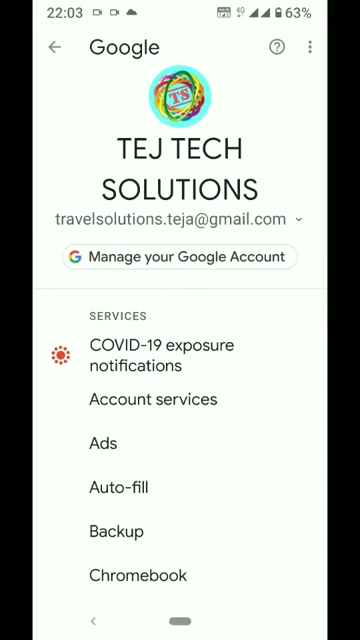 22:03
4G
63%
Google
TS
TEJ TECH
SOLUTIONS
travelsolutions.teja@gmail.com
Manage your Google Account
SERVICES
COVID-19 exposure
notifications
Account services
Ads
Auto-fill
Backup
Chromebook